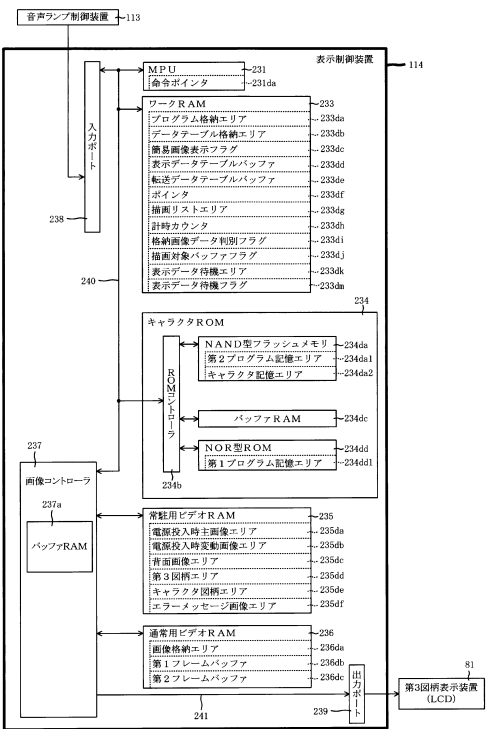 音声ランプ制御装置
113
表示制御装置
114
MPU
231
命令ポインタ
231da
入力ポート
238
ワークRAM
233
プログラム格納エリア
233da
データテーブル格納エリア
233db
簡易画像表示フラグ
233dc
表示データテーブルバッファ
233dd
転送データテーブルバッファ
233de
ポインタ
233df
描画リストエリア
233dg
計時カウンタ
233dh
格納画像データ判別フラグ
233di
描画対象バッファフラグ
233dj
表示データ待機エリア
233dk
表示データ待機フラグ
233dm
240
234
キャラクタROM
NAND型フラッシュメモリ
234da
第2プログラム記憶エリア
234da1
キャラクタ記憶エリア
234da2
ROMコントローラ
234b
バッファRAM
234dc
NOR型ROM
234dd
第1プログラム記憶エリア
234dd1
237
画像コントローラ
237a
バッファRAM
常駐用ビデオRAM
235
電源投入時主画像エリア
235da
電源投入時変動画像エリア
235db
背面画像エリア
235dc
第3図柄エリア
235dd
キャラクタ図柄エリア
235de
エラーメッセージ画像エリア
235df
通常用ビデオRAM
236
画像格納エリア
236da
第1フレームバッファ
236db
第2フレームバッファ
236dc
241
出力ポート
239
81
第3図柄表示装置
(LCD)